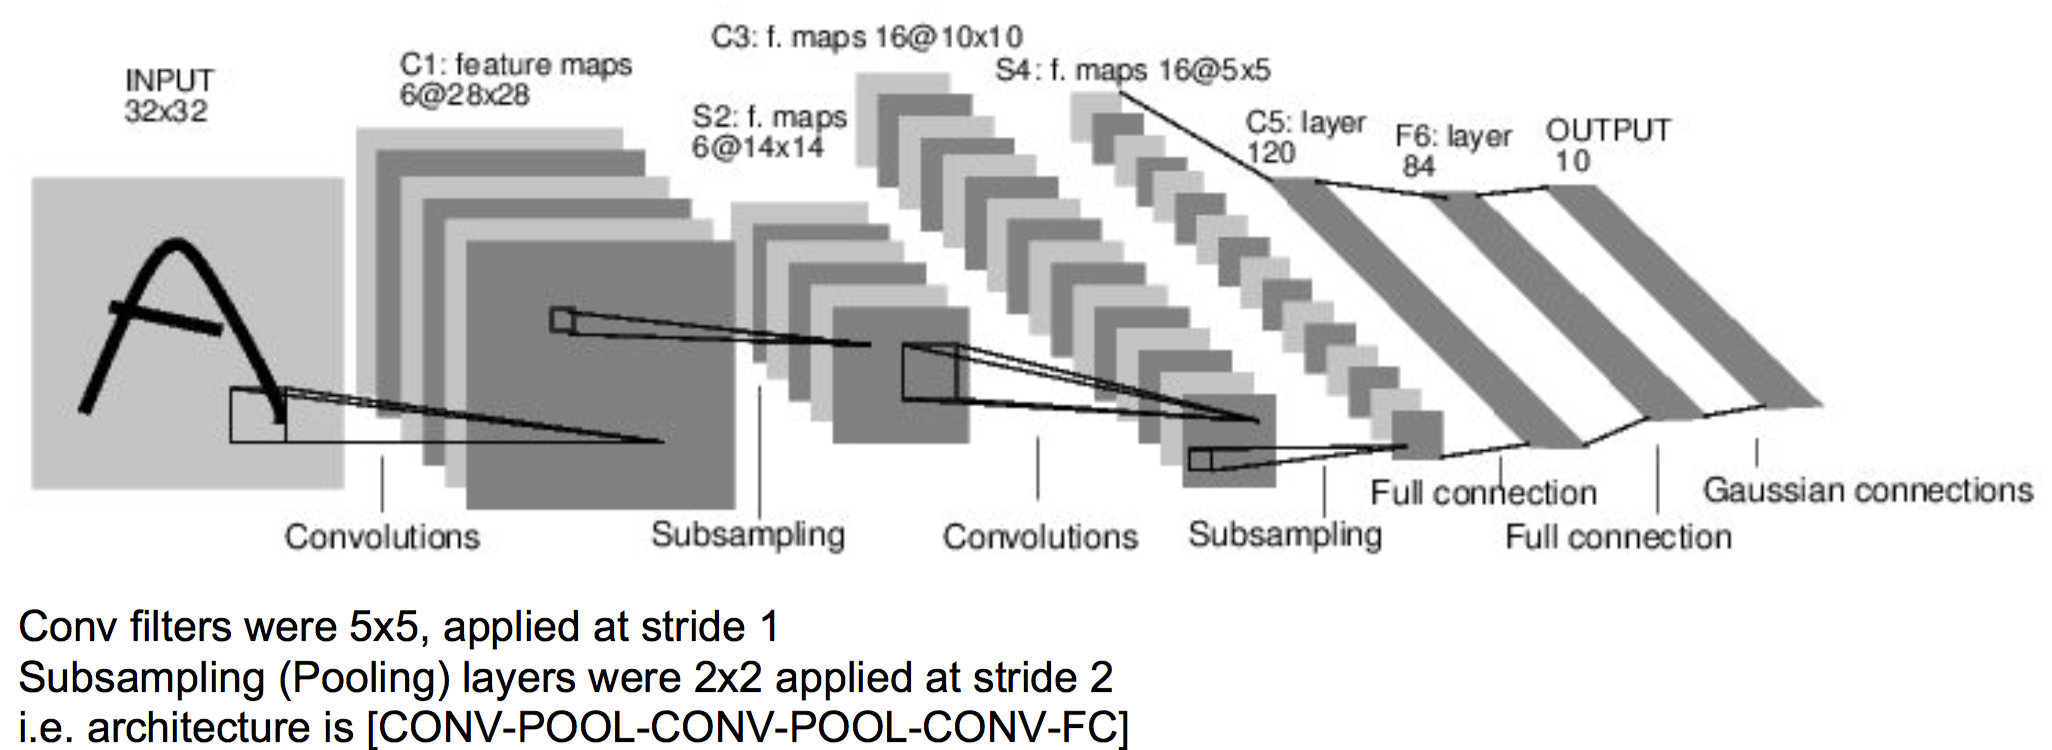 INPUT
32x32
C1: feature maps
6@28x28
S2: f. maps
6@14x14
C3: f. maps 16@10x10
S4: f. maps 16@5x5
C5: layer
120
F6: layer
84
OUTPUT
10
Convolutions
Subsampling
Convolutions
Subsampling
Full connection
Full connection
Gaussian connections
Conv filters were 5x5, applied at stride 1
Subsampling (Pooling) layers were 2x2 applied at stride 2
i.e. architecture is [CONV-POOL-CONV-POOL-CONV-FC]